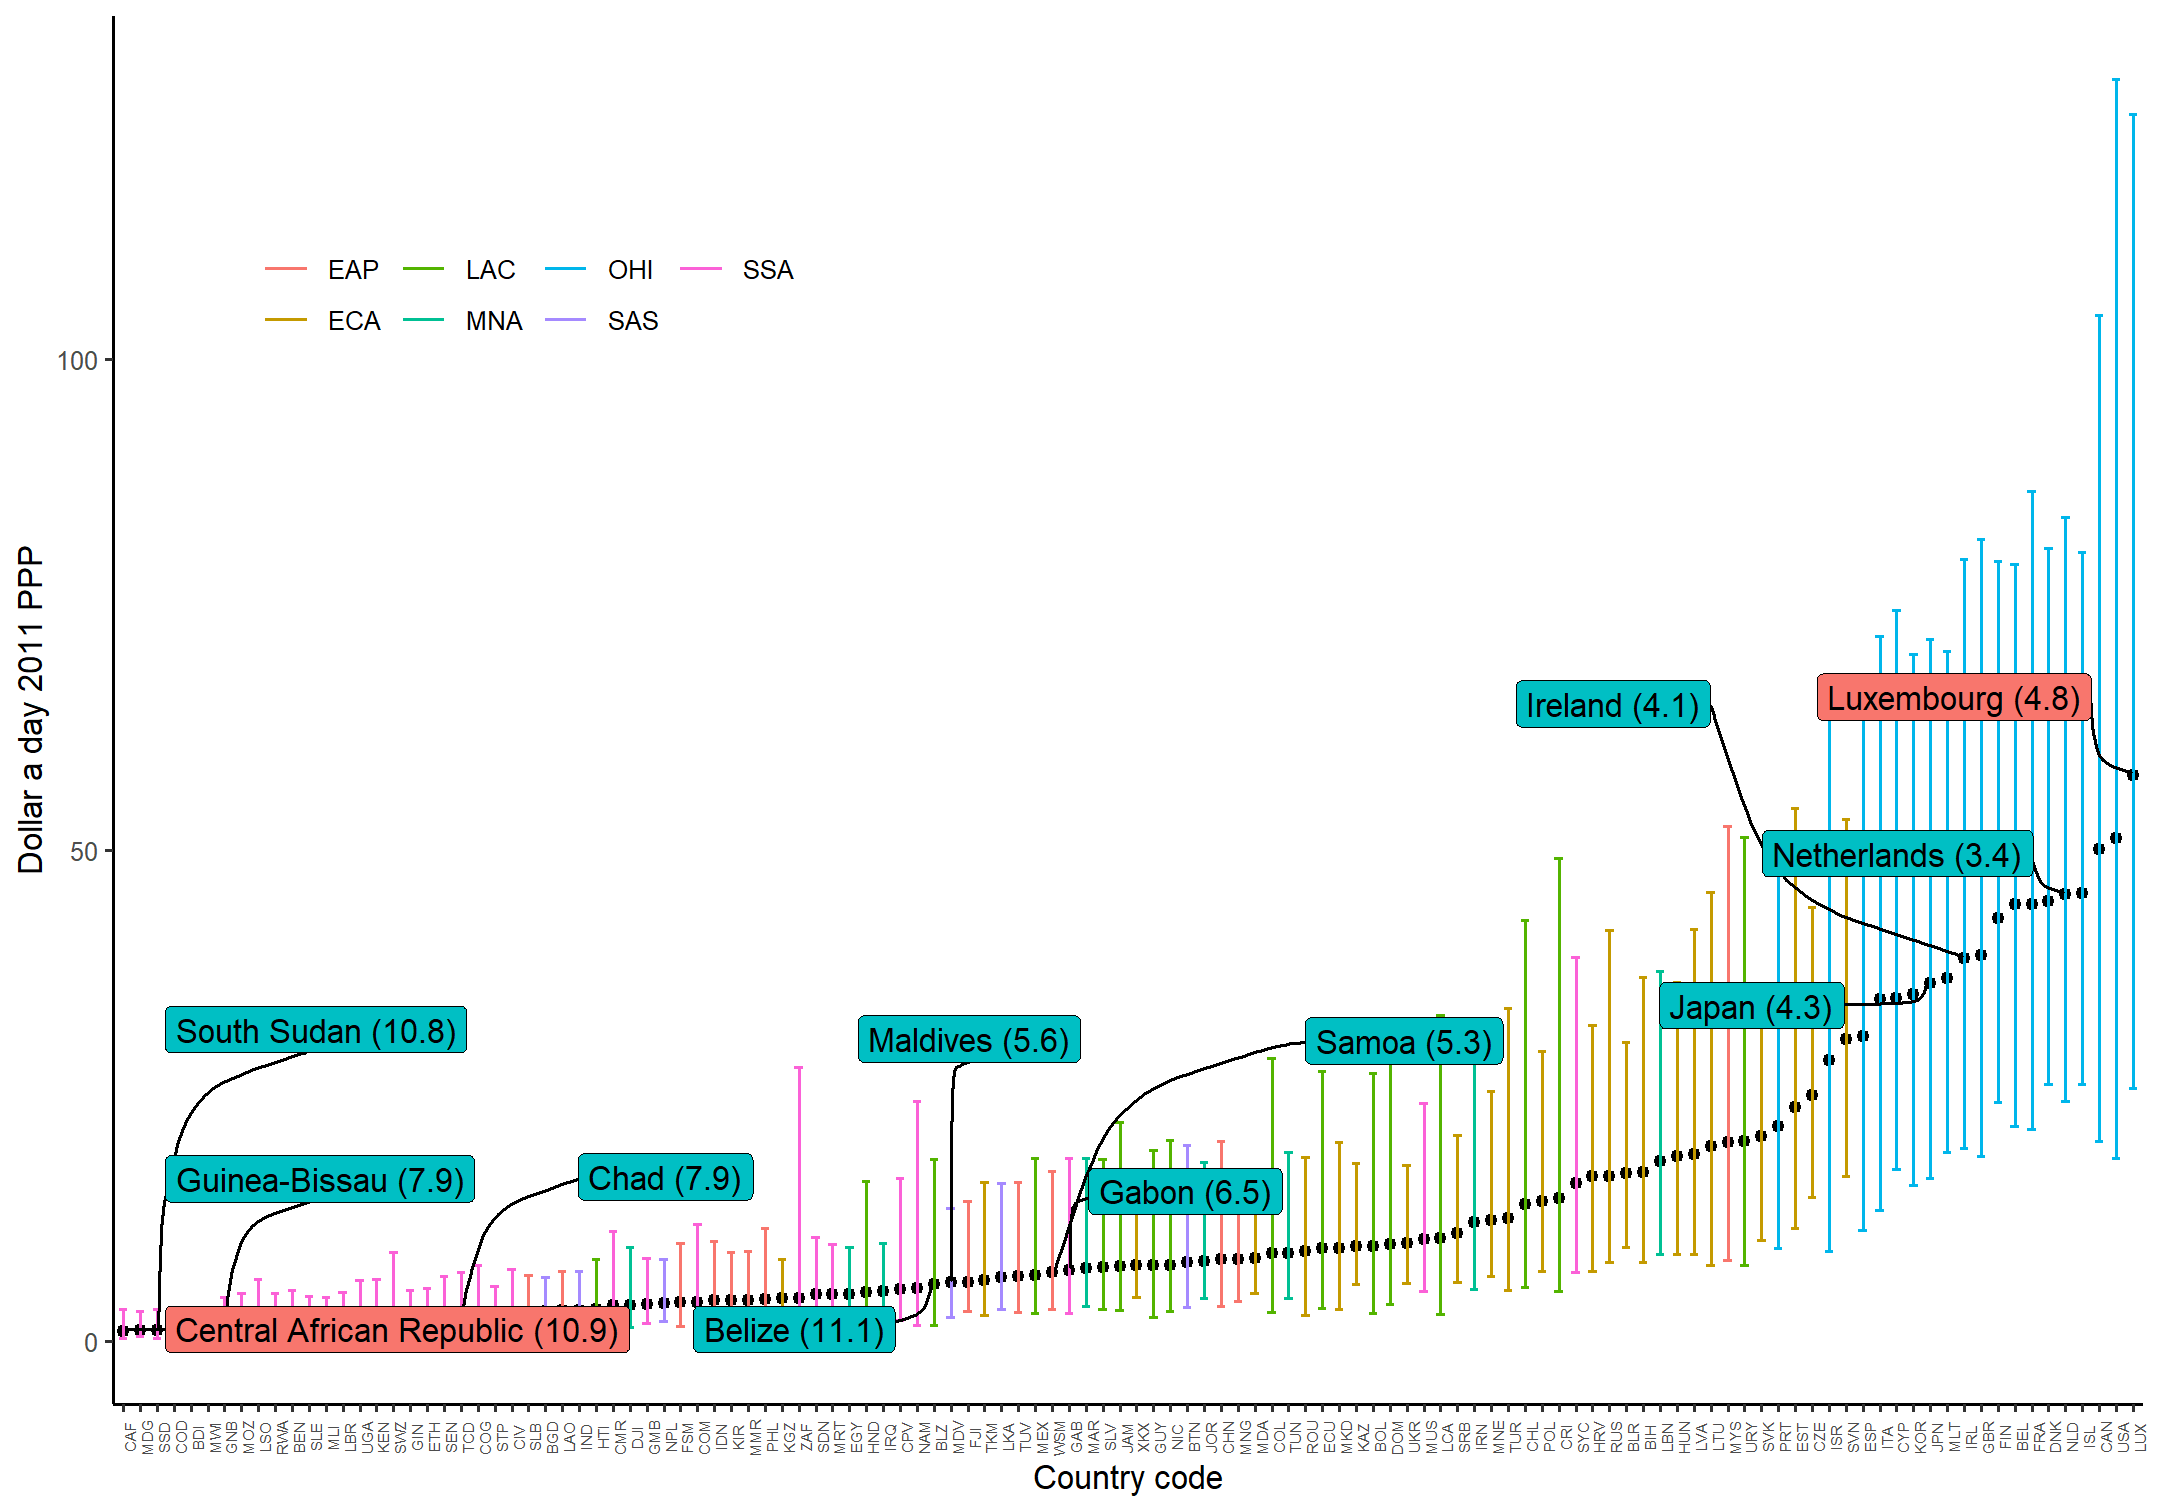 EAP
LAC
OHI
SSA
ECA
MNA
SAS
100
50
0
Dollar a day 2011 PPP
Luxembourg (4.8)
Ireland (4.1)
Netherlands (3.4)
Japan (4.3)
South Sudan (10.8)
Maldives (5.6)
Samoa (5.3)
Guinea-Bissau (7.9)
Chad (7.9)
Gabon (6.5)
Central African Republic (10.9)
Belize (11.1)
CAF
MDG
SSD
COD
BDI
MWI
GNB
MOZ
LSO
RWA
BEN
SLE
MLI
LBR
UGA
KEN
SWZ
GIN
ETH
SEN
TCD
COG
STP
CIV
SLB
BGD
LAO
IND
HTI
CMR
DJI
GMB
NPL
FSM
COM
IDN
KIR
MMR
PHL
KGZ
ZAF
SDN
MRT
EGY
HND
IRQ
CPV
NAM
BLZ
MDV
FJI
TKM
LKA
TUV
MEX
WSM
GAB
MAR
SLV
JAM
XKX
GUY
NIC
BTN
JOR
CHN
MNG
MDA
COL
TUN
ROU
ECU
MKD
KAZ
BOL
DOM
UKR
MUS
LCA
SRB
IRN
MNE
TUR
CHL
POL
CRI
SYC
HRV
RUS
BLR
BIH
LBN
HUN
LVA
LTU
MYS
URY
SVK
PRT
EST
CZE
ISR
SVN
ESP
ITA
CYP
KOR
JPN
MLT
IRL
GBR
FIN
BEL
FRA
DNK
NLD
ISL
CAN
USA
LUX
Country code